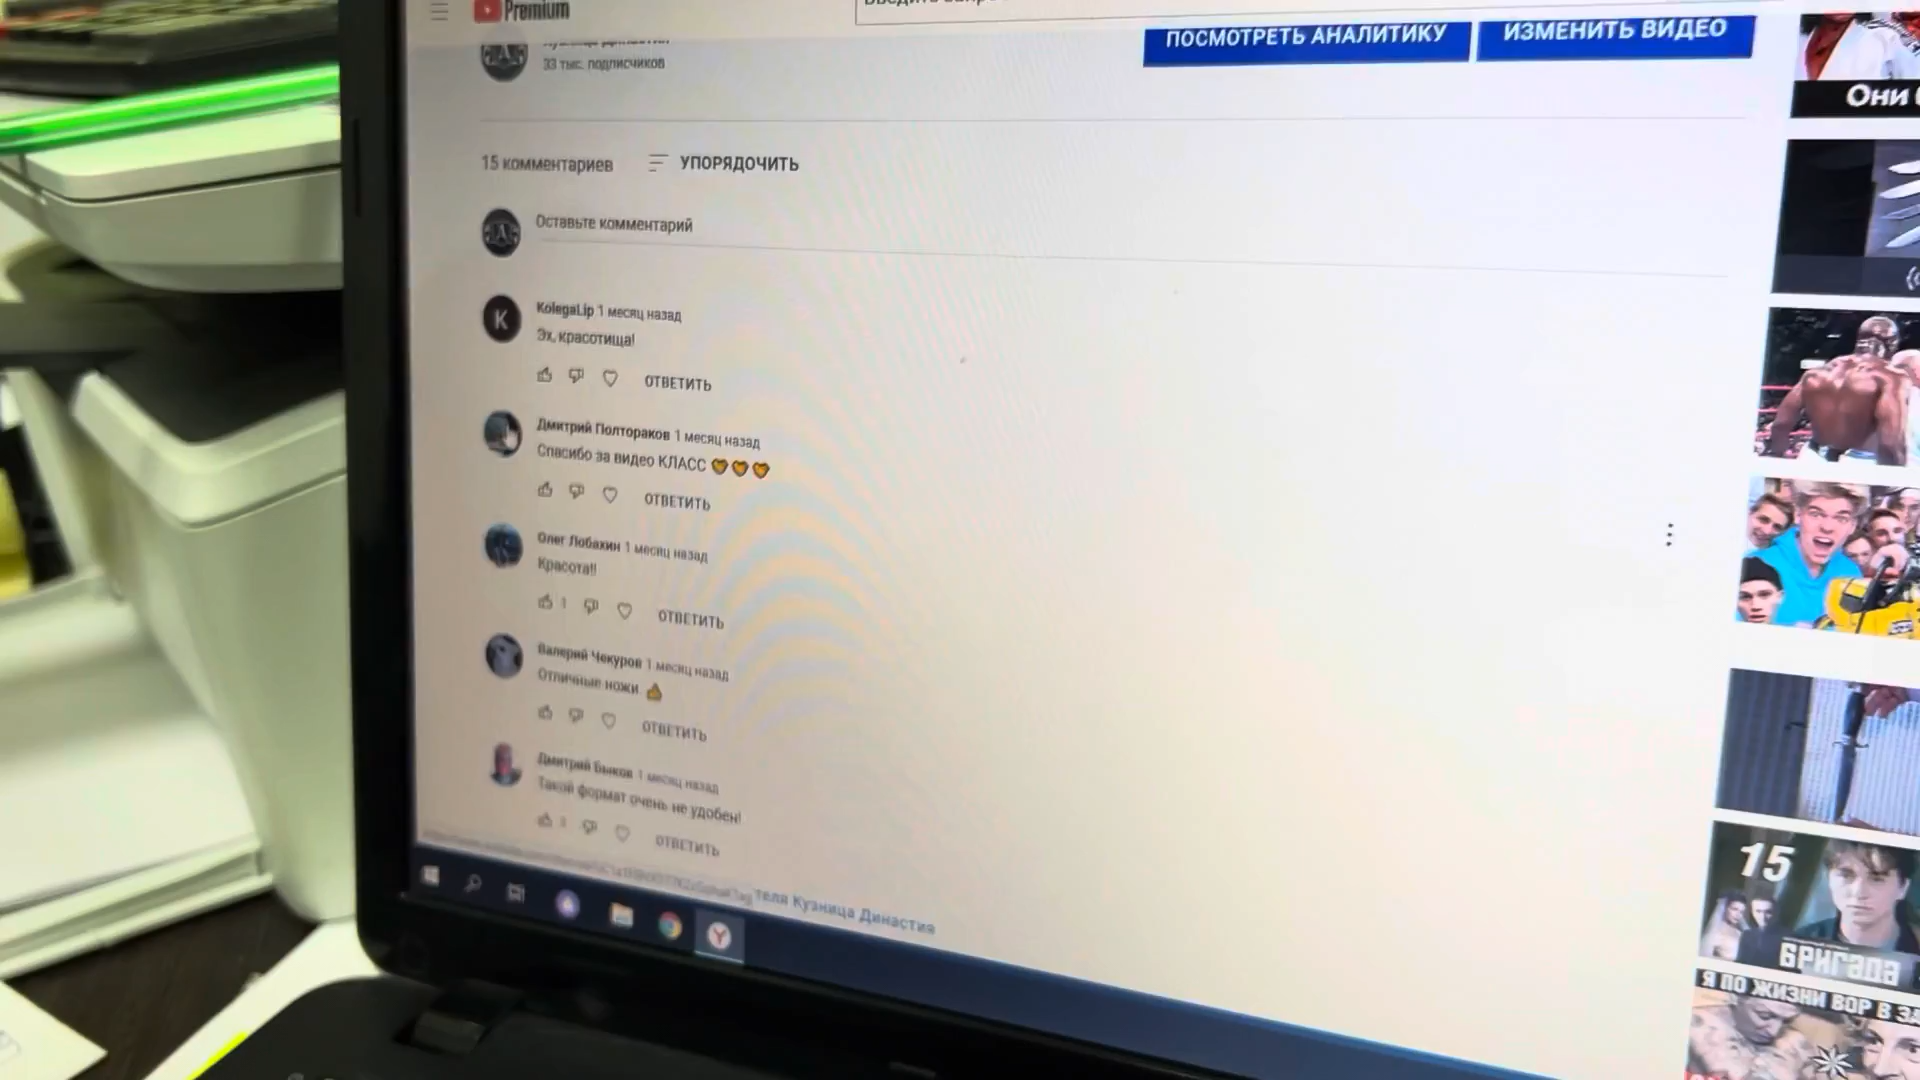 Premium
ПОСМОТРЕТЬ АНАЛИТИКУ
ИЗМЕНИТЬ ВИДЕО
33 тыс. подписчиков
Они
15 комментариев
УПОРЯДОЧИТЬ
Оставьте комментарий
K
KolegaLip 1 месяц назад
Эх, красотища!
ОТВЕТИТЬ
Дмитрий Полтораков 1 месяц назад
Спасибо за видео КЛАСС 🧡🧡🧡
ОТВЕТИТЬ
Олег Лобахин 1 месяц назад
Красота!!
1
ОТВЕТИТЬ
Валерий Чекуров 1 месяц назад
Отличные ножи 👍
ОТВЕТИТЬ
Дмитрий Быков 1 месяц назад
Такой формат очень не удобен!
ОТВЕТИТЬ
теля Кузница Династия
15
БРИГАДА
Я ПО ЖИЗНИ ВОР В ЗА